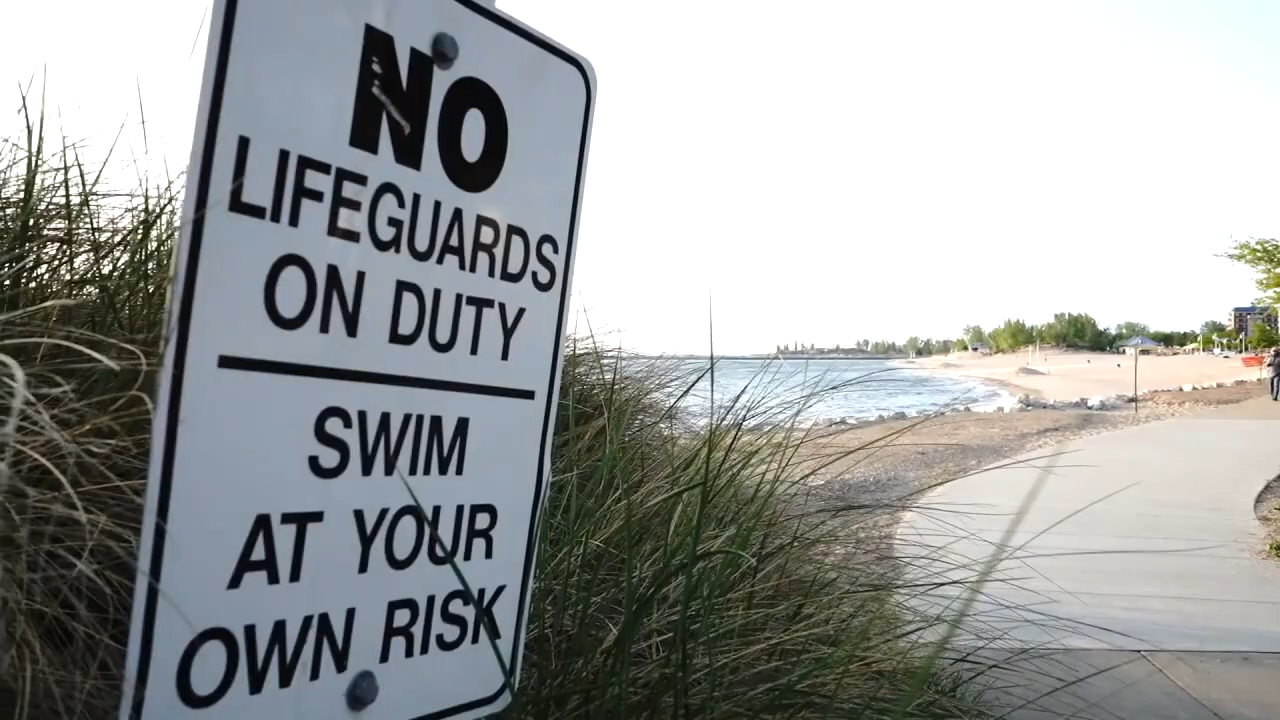 NO
LIFEGUARDS
ON DUTY
SWIM
AT YOUR
OWN RISK